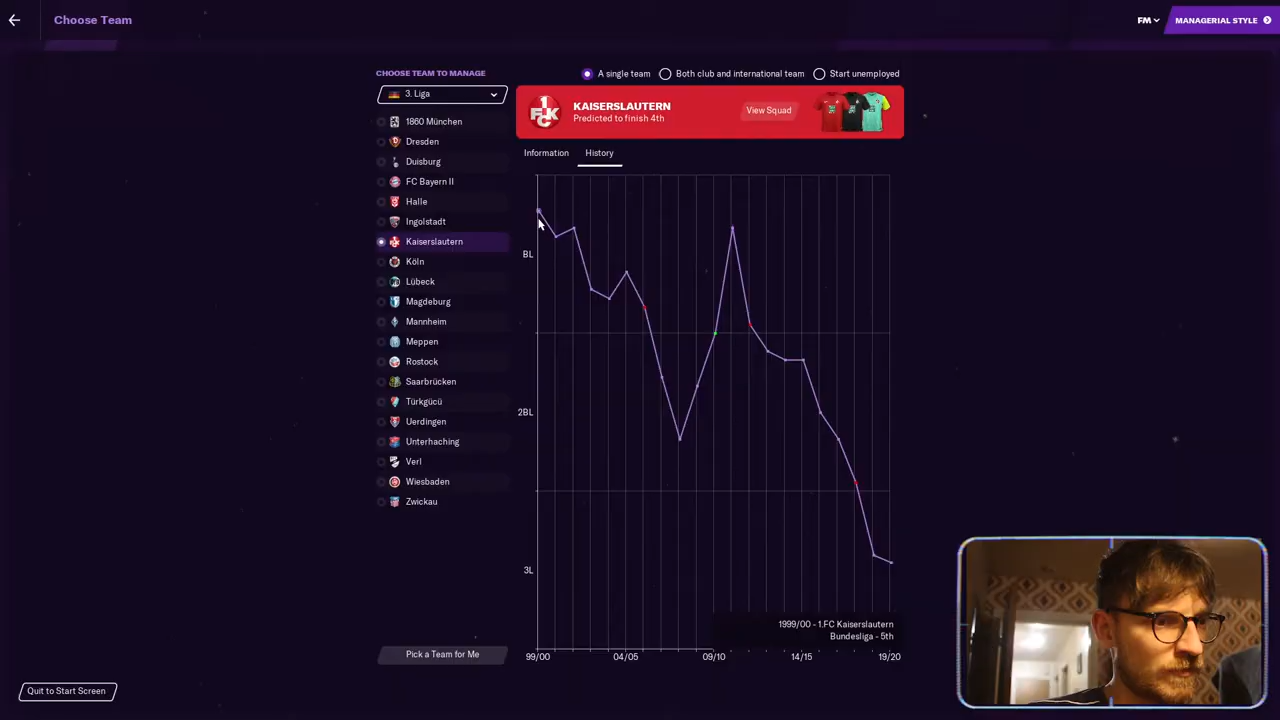 Choose Team
FM
MANAGERIAL STYLE
CHOOSE TEAM TO MANAGE
3. Liga
A single team
Both club and international team
Start unemployed
KAISERSLAUTERN
Predicted to finish 4th
View Squad
Information
History
1860 München
Dresden
Duisburg
FC Bayern II
Halle
Ingolstadt
Kaiserslautern
Köln
Lübeck
Magdeburg
Mannheim
Meppen
Rostock
Saarbrücken
Türkgücü
Uerdingen
Unterhaching
Verl
Wiesbaden
Zwickau
BL
2BL
3L
1999/00 - 1.FC Kaiserslautern
Bundesliga - 5th
99/00
04/05
09/10
14/15
19/20
Pick a Team for Me
Quit to Start Screen